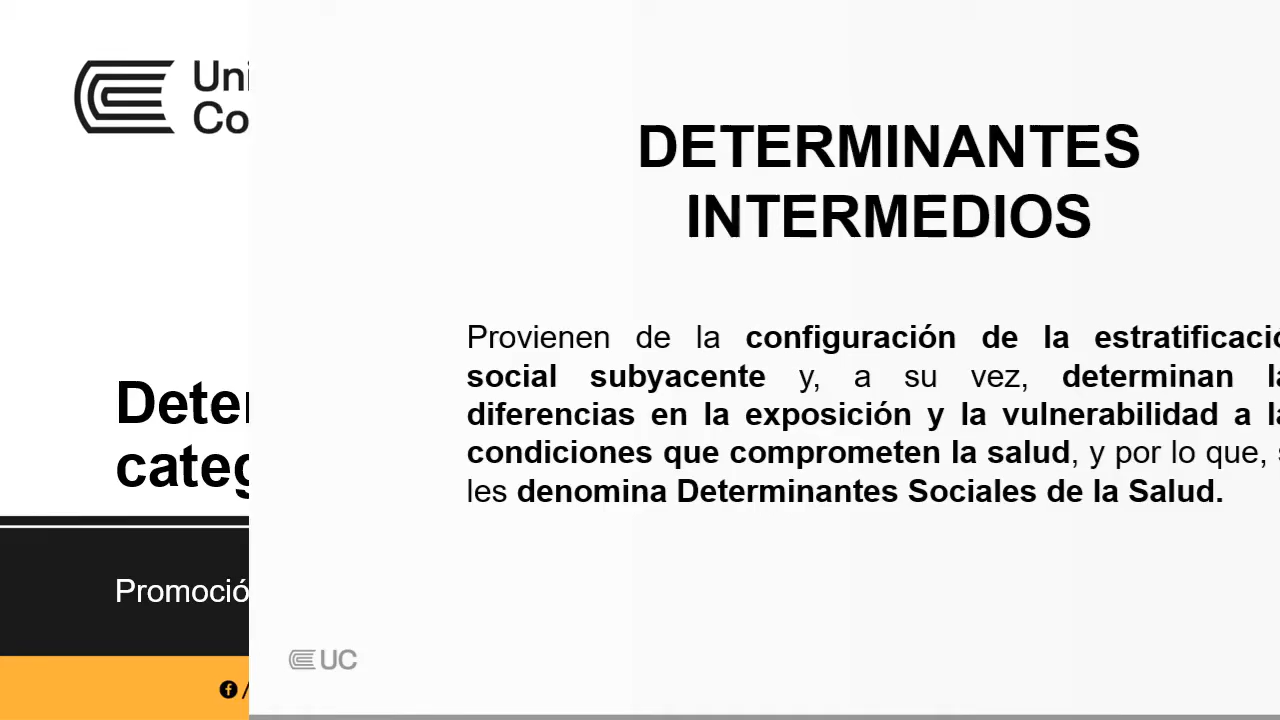 Uni
Co
DETERMINANTES
INTERMEDIOS
Provienen de la configuración de la estratificació
social subyacente y, a su vez, determinan la
diferencias en la exposición y la vulnerabilidad a la
condiciones que comprometen la salud, y por lo que, s
les denomina Determinantes Sociales de la Salud.
Deter
categ
Promoció
UC